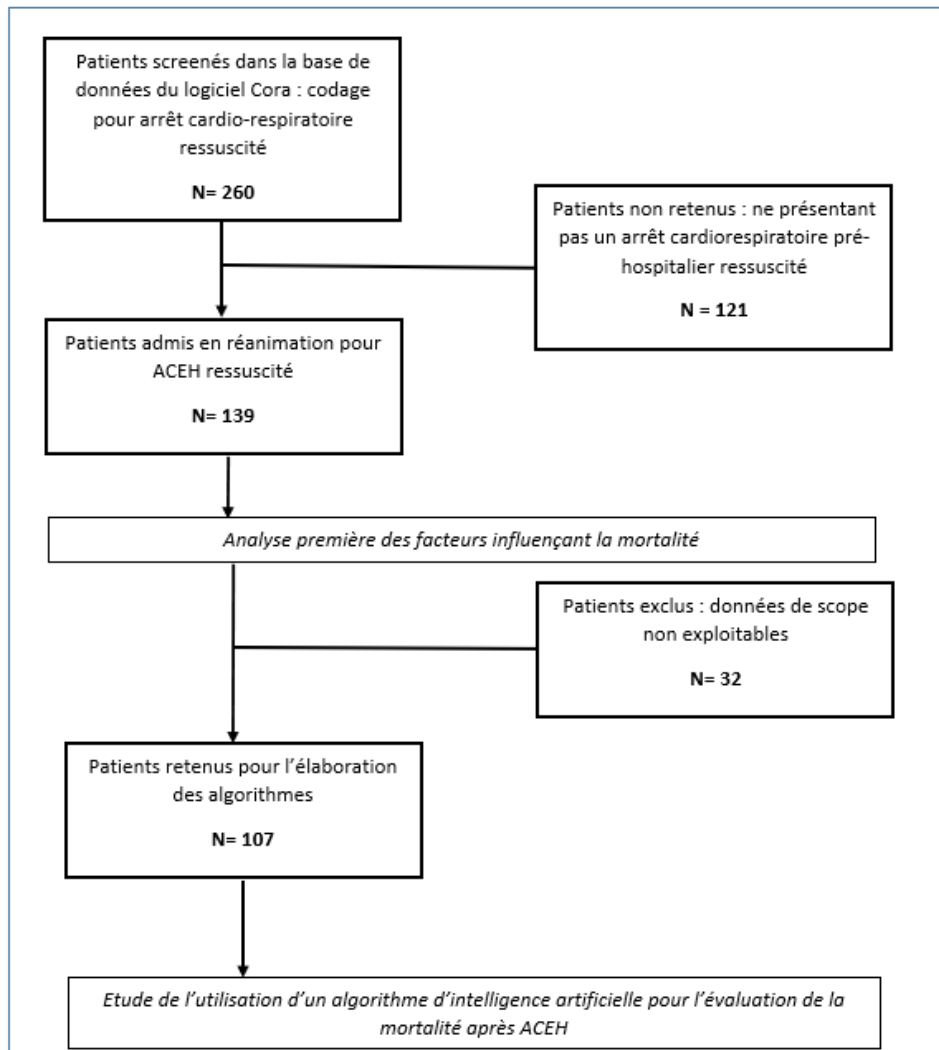 Patients screenés dans la base de
données du logiciel Cora : codage
pour arrêt cardio-respiratoire
ressuscité
N= 260
Patients non retenus : ne présentant
pas un arrêt cardiorespiratoire pré-
hospitalier ressuscité
N = 121
Patients admis en réanimation pour
ACEH ressuscité
N= 139
Analyse première des facteurs influençant la mortalité
Patients exclus : données de scope
non exploitables
N= 32
Patients retenus pour l’élaboration
des algorithmes
N= 107
Etude de l’utilisation d’un algorithme d’intelligence artificielle pour l’évaluation de la
mortalité après ACEH